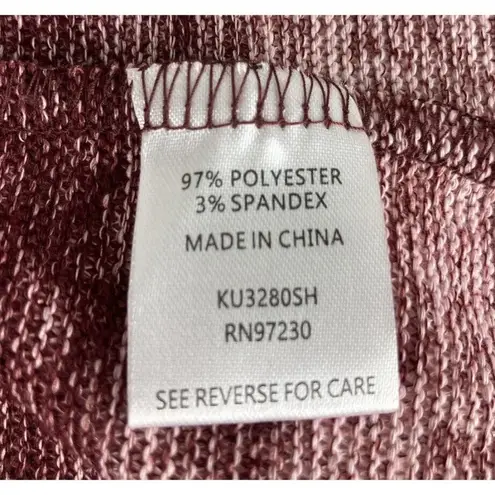 97% POLYESTER
3% SPANDEX
MADE IN CHINA
KU3280SH
RN97230
SEE REVERSE FOR CARE